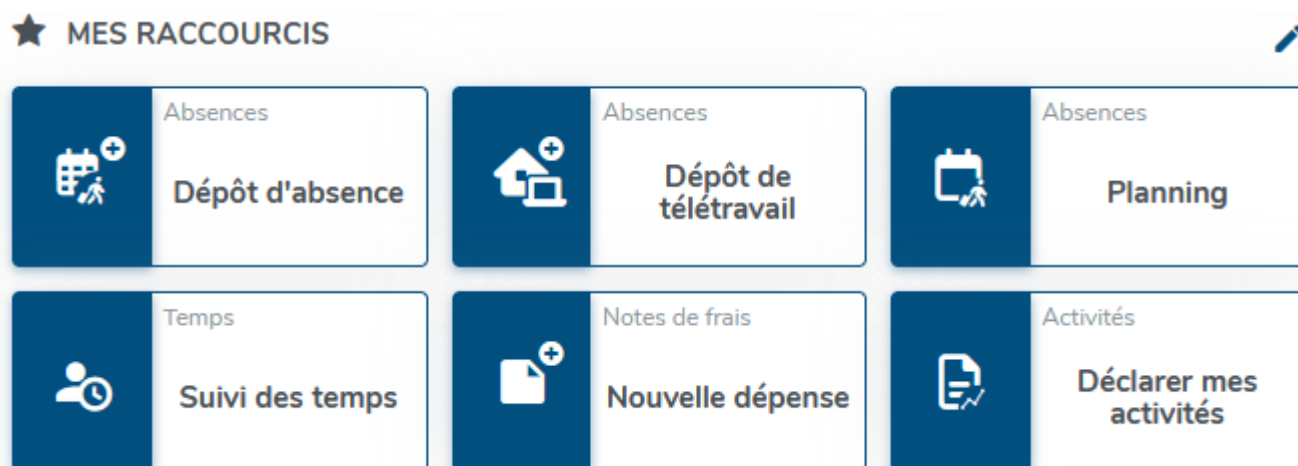 MES RACCOURCIS
Absences
Dépôt d'absence
Absences
Dépôt de
télétravail
Absences
Planning
Temps
Suivi des temps
Notes de frais
Nouvelle dépense
Activités
Déclarer mes
activités